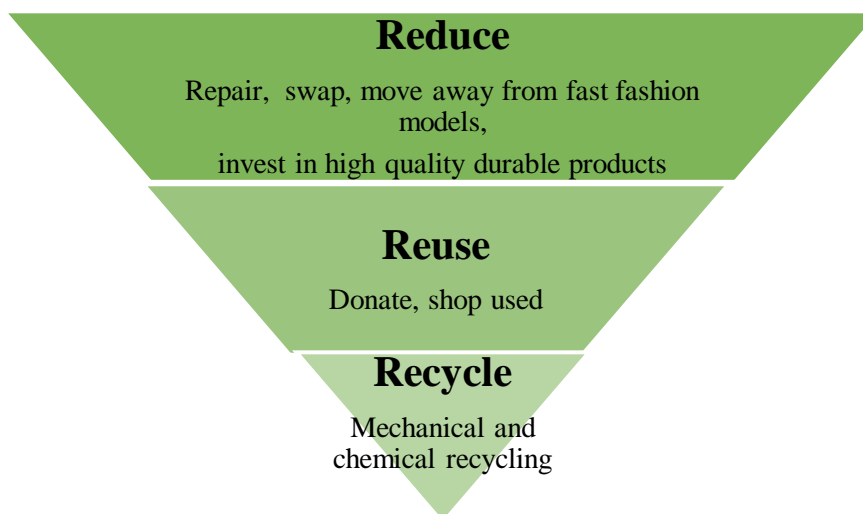 Reduce
Repair, swap, move away from fast fashion
models,
invest in high quality durable products
Reuse
Donate, shop used
Recycle
Mechanical and
chemical recycling